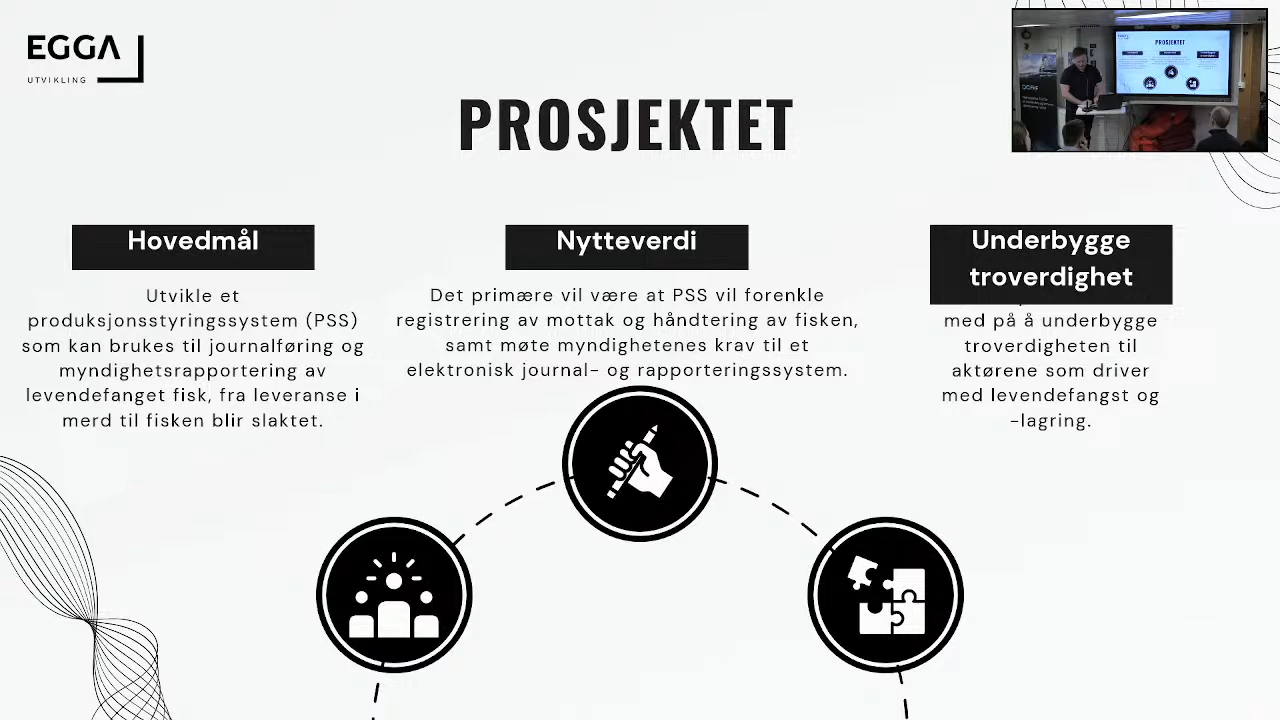 EGGA
UTVIKLING
PROSJEKTET
Hovedmål
Utvikle et
produksjonsstyringssystem (PSS)
som kan brukes til journalføring og
myndighetsrapportering av
levendefanget fisk, fra leveranse i
merd til fisken blir slaktet.
Nytteverdi
Det primære vil være at PSS vil forenkle
registrering av mottak og håndtering av fisken,
samt møte myndighetenes krav til et
elektronisk journal- og rapporteringssystem.
Underbygge
troverdighet
med på å underbygge
troverdigheten til
aktørene som driver
med levendefangst og
-lagring.
PROSJEKTET